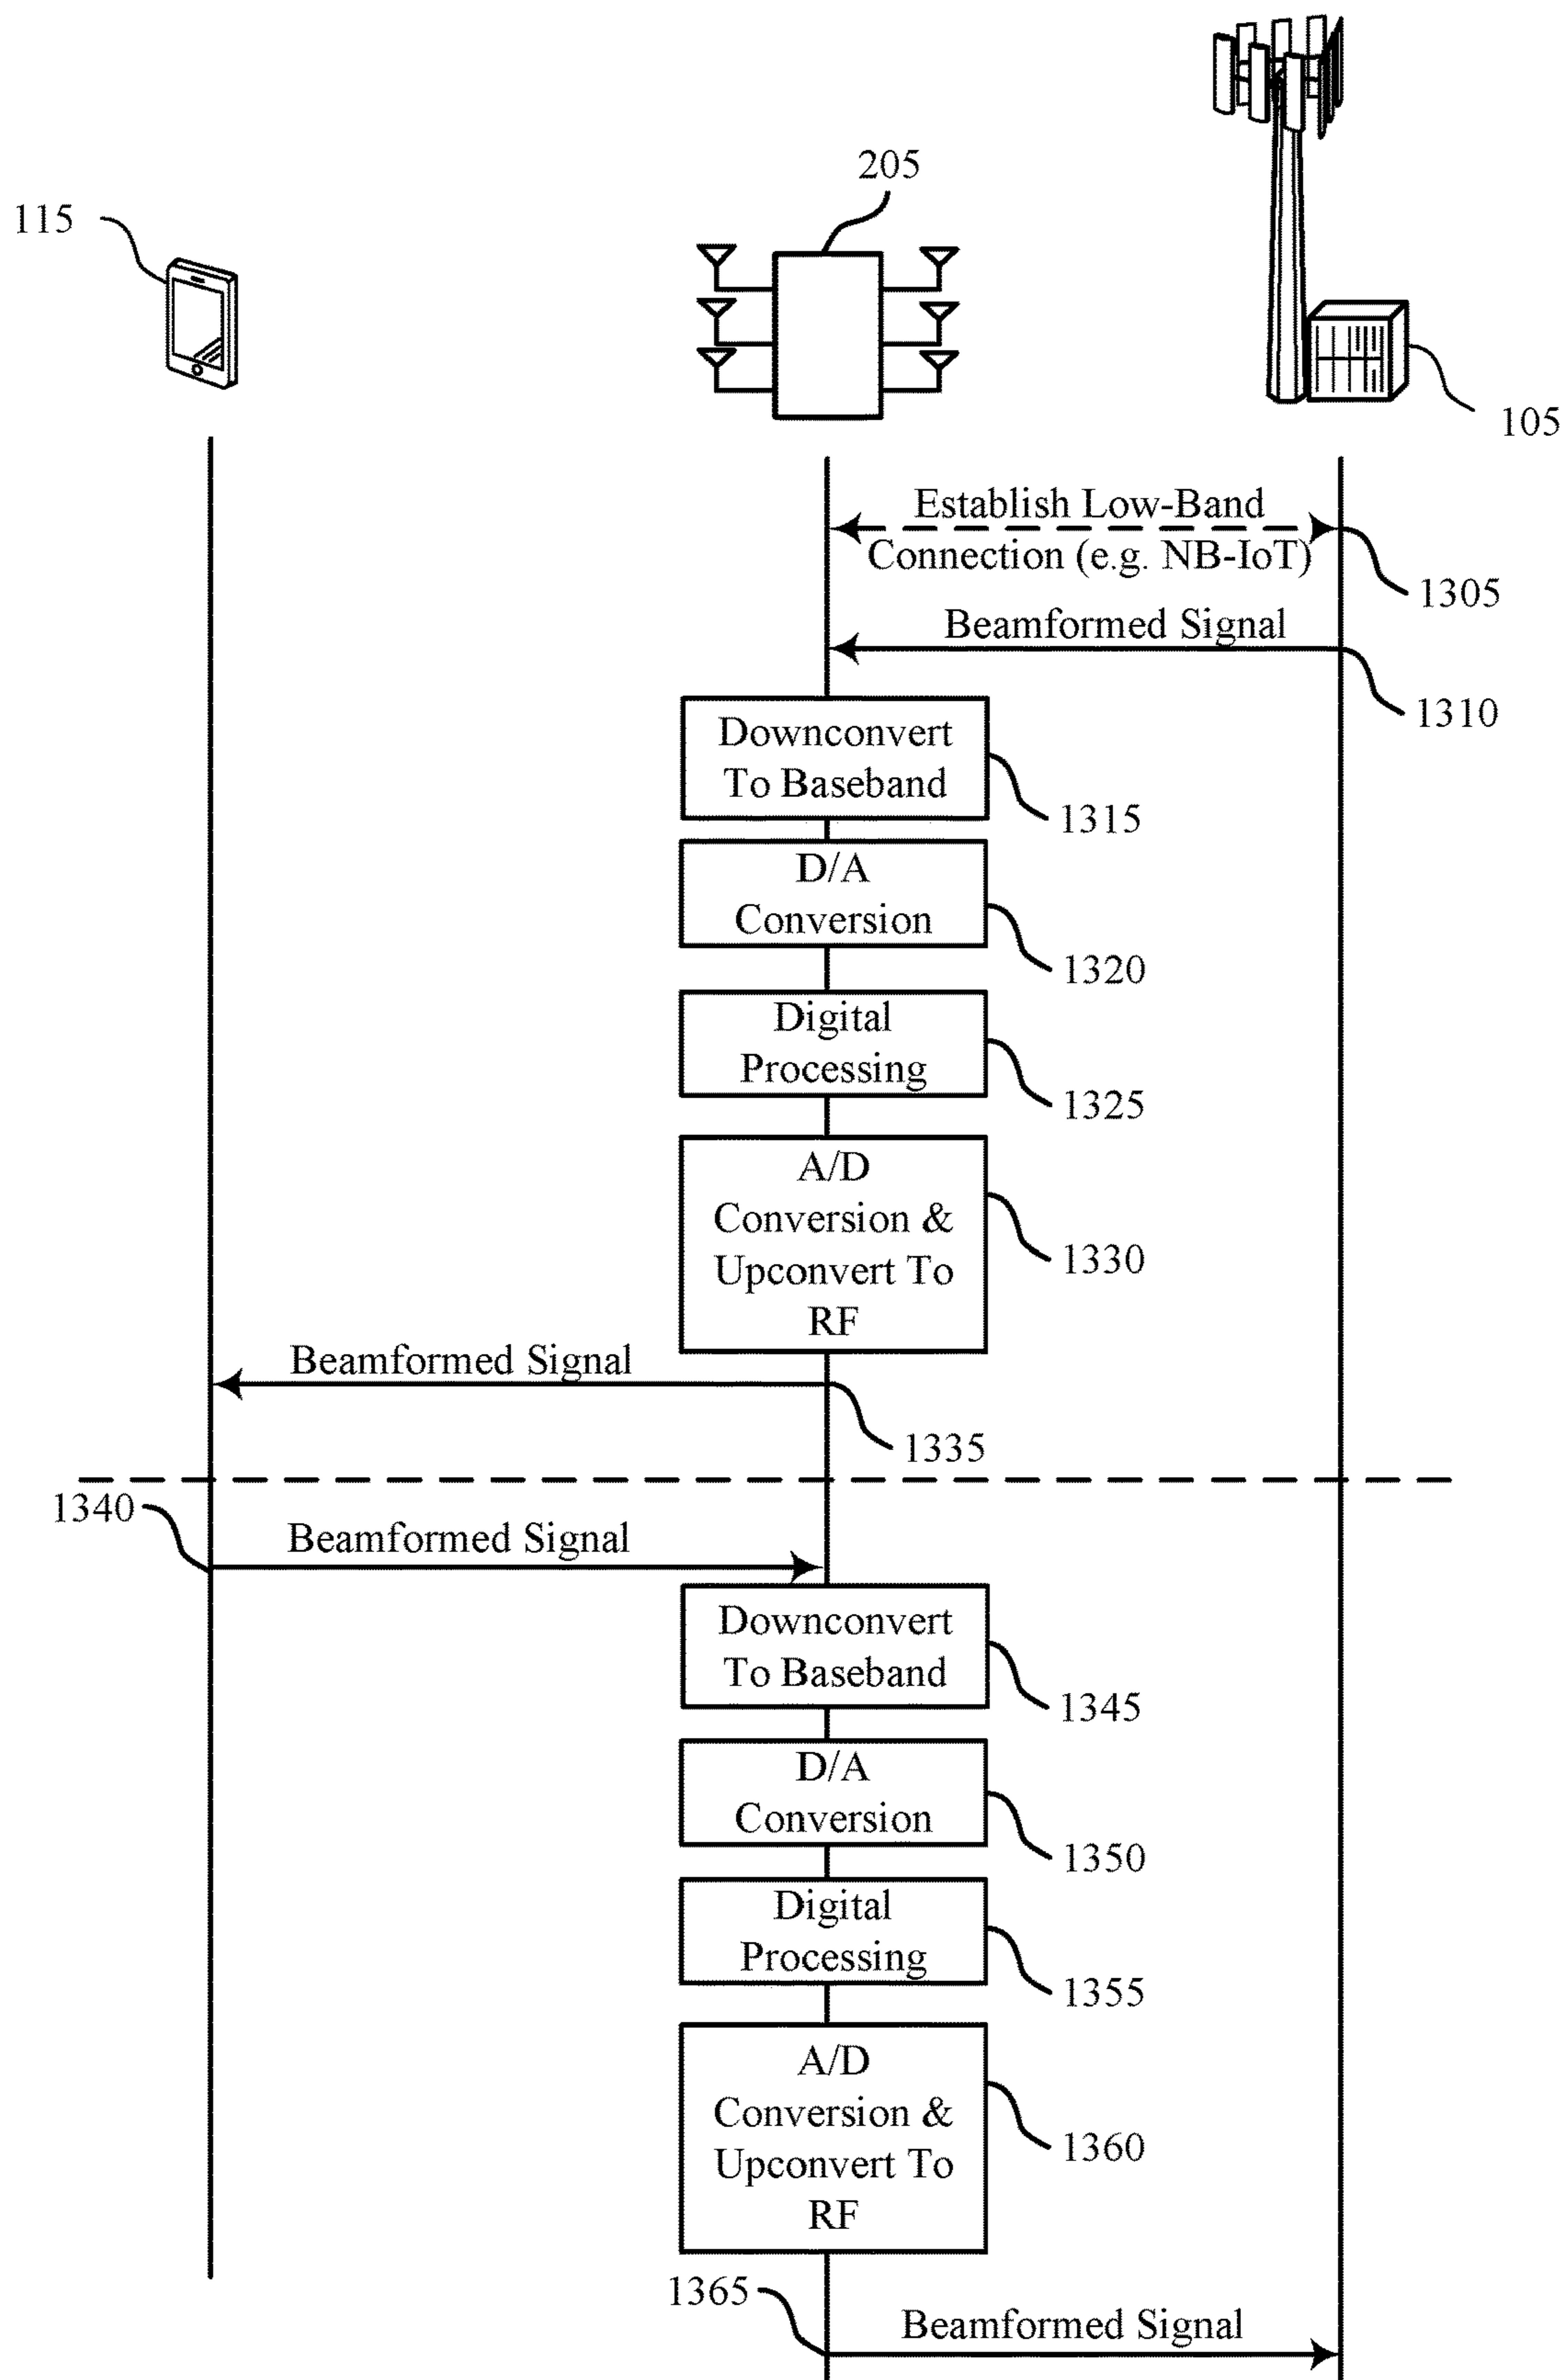 205
115
105
Establish Low-Band
Connection (e.g. NB-IoT)
1305
Beamformed Signal
1310
Downconvert
To Baseband
1315
D/A
Conversion
1320
Digital
Processing
1325
A/D
Conversion &
Upconvert To
RF
1330
Beamformed Signal
1335
1340
Beamformed Signal
Downconvert
To Baseband
1345
D/A
Conversion
1350
Digital
Processing
1355
A/D
Conversion &
Upconvert To
RF
1360
1365
Beamformed Signal